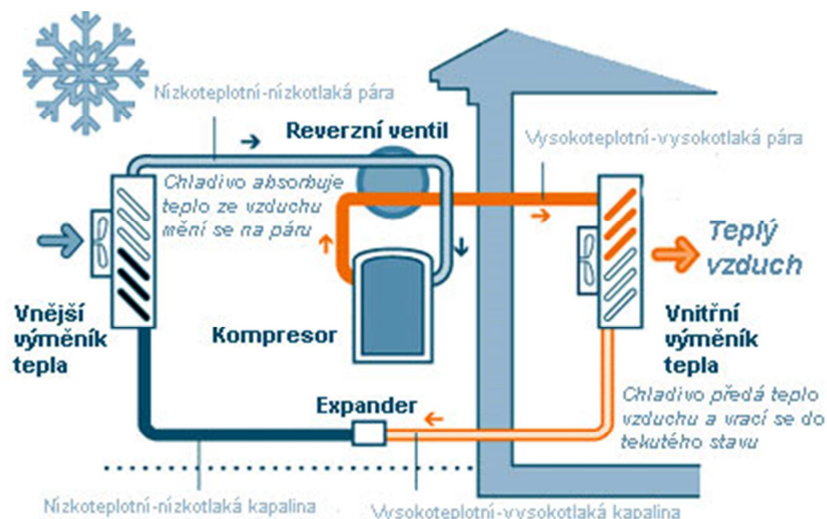 Nízkoteplotní-nízkotlaká pára
Reverzní ventil
Vysokoteplotní-vysokotlaká pára
Chladivo absorbuje
teplo ze vzduchu
mění se na páru
Teplý
vzduch
Vnější
výměník
tepla
Kompresor
Vnitřní
výměník
tepla
Expander
Chladivo předá teplo
vzduchu a vrací se do
tekutého stavu
Nízkoteplotní-nízkotlaká kapalina
Vysokoteplotní-vysokotlaká kapalina